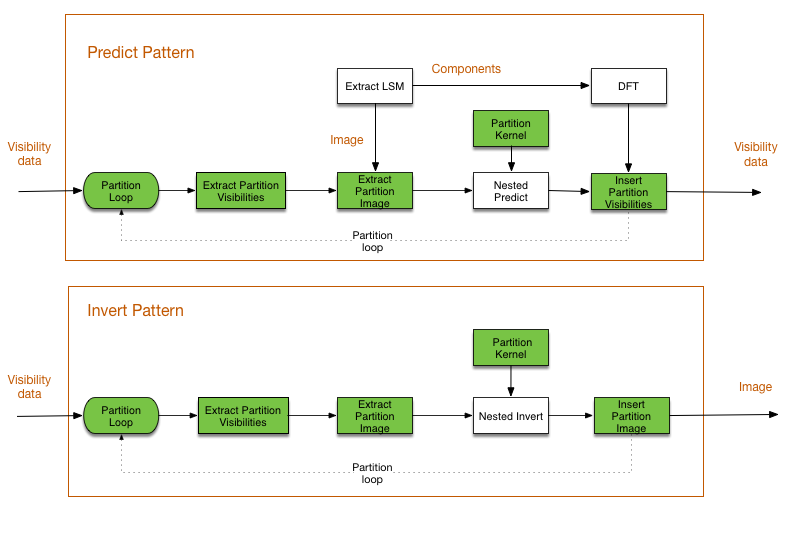 Predict Pattern
Components
Extract LSM
DFT
Partition
Kernel
Image
Visibility
data
Visibility
data
Partition
Loop
Extract Partition
Visibilities
Extract
Partition
Image
Nested
Predict
Insert
Partition
Visibilities
Partition
loop
Invert Pattern
Partition
Kernel
Visibility
data
Image
Partition
Loop
Extract Partition
Visibilities
Extract
Partition
Image
Nested Invert
Insert
Partition
Image
Partition
loop